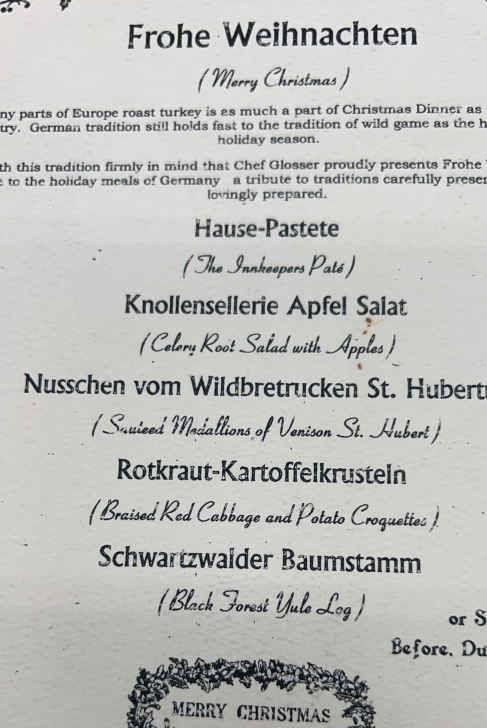 Frohe Weihnachten
(Merry Christmas)
ny parts of Europe roast turkey is as much a part of Christmas Dinner as
try. German tradition still holds fast to the tradition of wild game as the h
holiday season.
th this tradition firmly in mind that Chef Glosser proudly presents Frohe
to the holiday meals of Germany a tribute to traditions carefully preser
lovingly prepared.
Hause-Pastete
(The Innkeepers Paté)
Knollensellerie Apfel Salat
(Celery Root Salad with Apples)
Nusschen vom Wildbretrucken St. Hubert
(Medallions of Venison St. Hubert)
Rotkraut-Kartoffelkrusteln
(Braised Red Cabbage and Potato Croquettes)
Schwartzwalder Baumstamm
(Black Forest Yule Log)
or S
Before, Du
MERRY CHRISTMAS